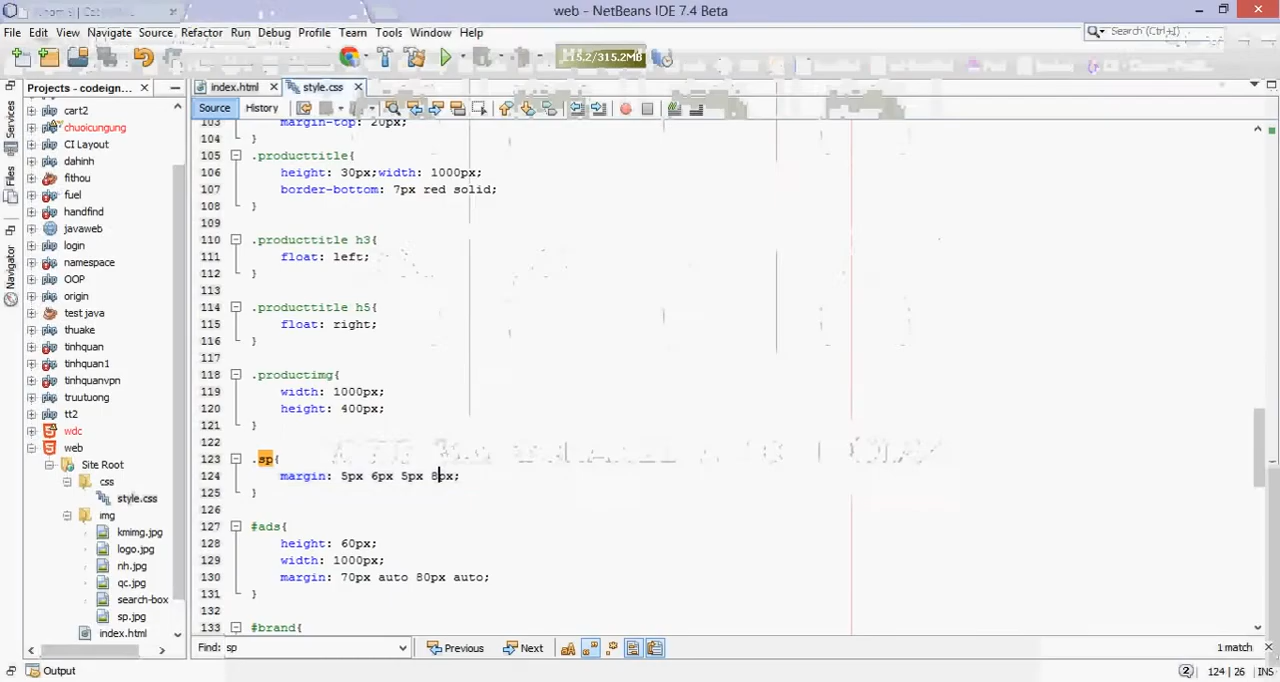 web - NetBeans IDE 7.4 Beta
File Edit View Navigate Source Refactor Run Debug Profile Team Tools Window Help
Search (Ctrl+I)
5.2/315.2MB
Projects - codeign...
index.html
style.css
Source History
Services
Files
Navigator
cart2
chuoicungung
CI Layout
dahinh
fithou
fuel
handfind
javaweb
login
namespace
OOP
origin
test java
thuake
tinhquan
tinhquan1
tinhquanvpn
truutuong
tt2
wdc
web
Site Root
css
style.css
img
kmimg.jpg
logo.jpg
nh.jpg
qc.jpg
search-box
sp.jpg
index.html
103 margin-top: 20px;
104 }
105 .producttitle{
106 height: 30px;width: 1000px;
107 border-bottom: 7px red solid;
108 }
109
110 .producttitle h3{
111 float: left;
112 }
113
114 .producttitle h5{
115 float: right;
116 }
117
118 .productimg{
119 width: 1000px;
120 height: 400px;
121 }
122
123 .sp{
124 margin: 5px 6px 5px 8px;
125 }
126
127 #ads{
128 height: 60px;
129 width: 1000px;
130 margin: 70px auto 80px auto;
131 }
132
133 #brand{
Find: sp Previous Next 1 match
Output 2 124 | 26 INS